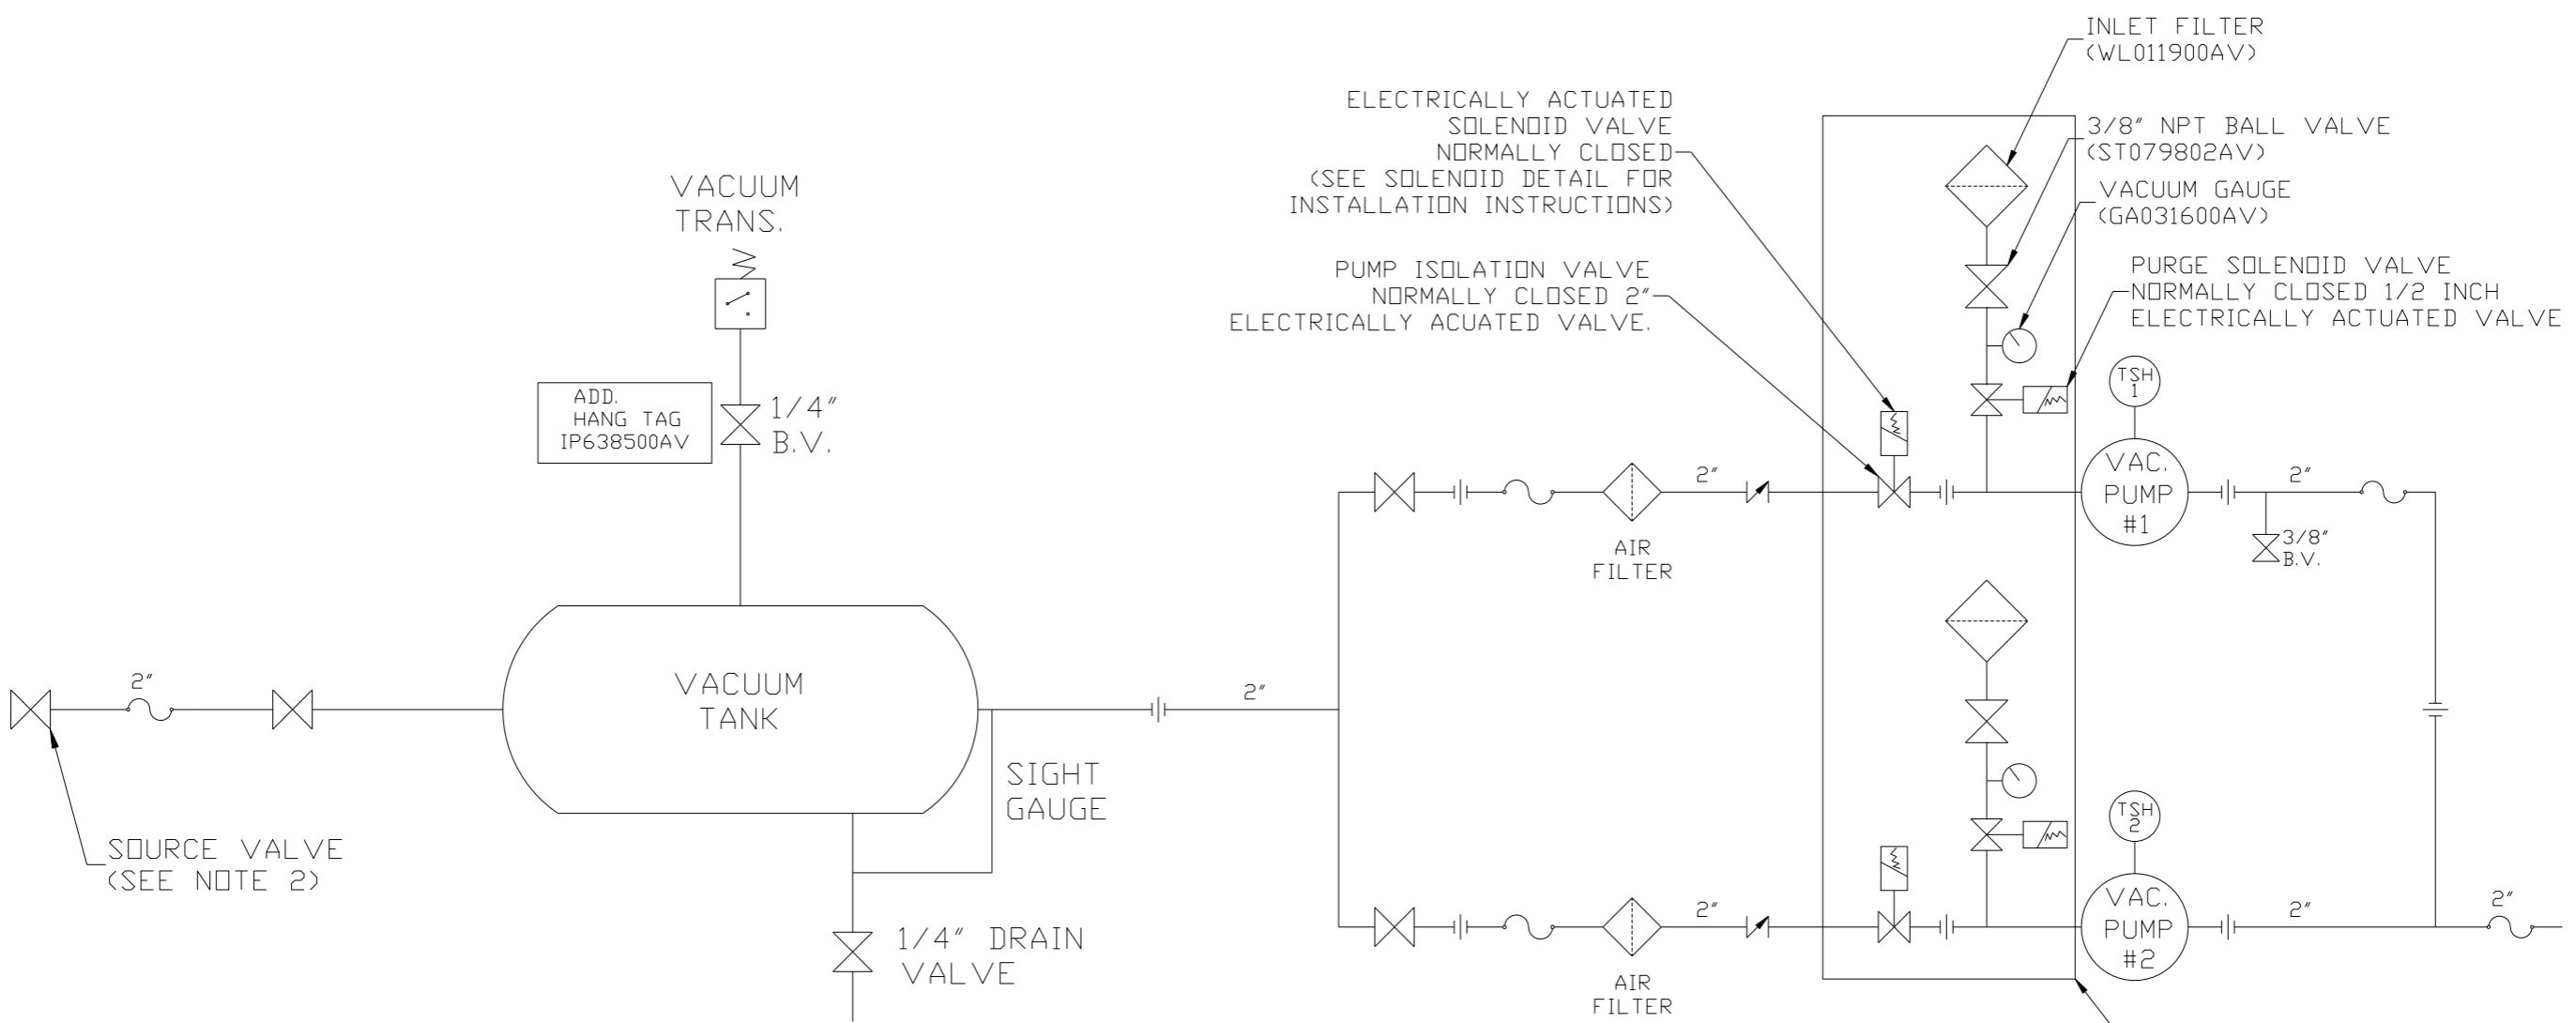 INLET FILTER
(WL011900AV)
ELECTRICALLY ACTUATED
SOLENOID VALVE
NORMALLY CLOSED
(SEE SOLENOID DETAIL FOR
INSTALLATION INSTRUCTIONS)
3/8" NPT BALL VALVE
(ST079802AV)
VACUUM GAUGE
(GA031600AV)
PUMP ISOLATION VALVE
NORMALLY CLOSED 2"
ELECTRICALLY ACUATED VALVE.
PURGE SOLENOID VALVE
NORMALLY CLOSED 1/2 INCH
ELECTRICALLY ACTUATED VALVE
VACUUM
TRANS.
ADD.
HANG TAG
IP638500AV
1/4"
B.V.
TSH
1
2"
VAC.
PUMP
#1
2"
3/8"
B.V.
AIR
FILTER
2"
VACUUM
TANK
2"
SIGHT
GAUGE
SOURCE VALVE
(SEE NOTE 2)
1/4" DRAIN
VALVE
TSH
2
2"
VAC.
PUMP
#2
2"
2"
AIR
FILTER